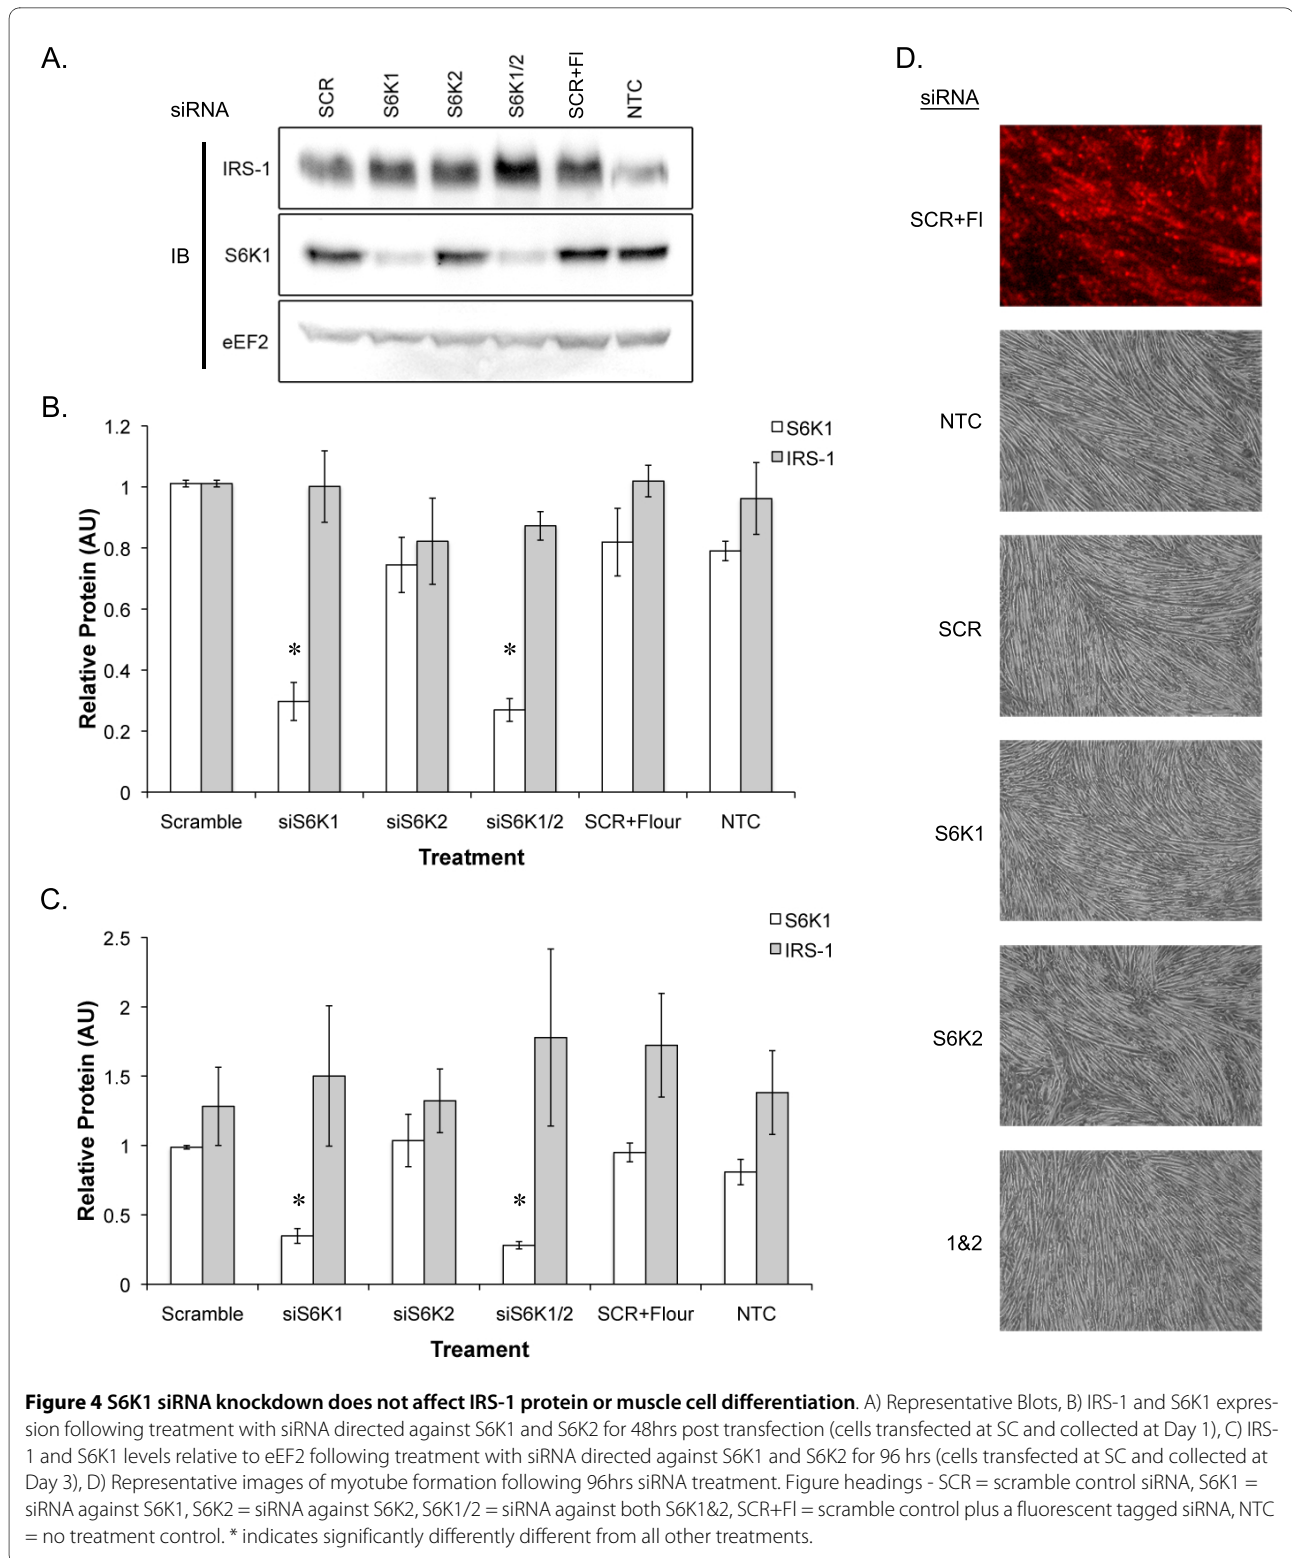 A.
siRNA
SCR
S6K1
S6K2
S6K1/2
SCR+Fl
NTC
IB
IRS-1
S6K1
eEF2
B.
Relative Protein (AU)
1.2
1
0.8
0.6
0.4
0.2
0
S6K1
IRS-1
*
*
Scramble siS6K1 siS6K2 siS6K1/2 SCR+Flour NTC
Treatment
C.
Relative Protein (AU)
2.5
2
1.5
1
0.5
0
S6K1
IRS-1
*
*
Scramble siS6K1 siS6K2 siS6K1/2 SCR+Flour NTC
Treament
D.
siRNA
SCR+Fl
NTC
SCR
S6K1
S6K2
1&2
Figure 4 S6K1 siRNA knockdown does not affect IRS-1 protein or muscle cell differentiation. A) Representative Blots, B) IRS-1 and S6K1 expres-
sion following treatment with siRNA directed against S6K1 and S6K2 for 48hrs post transfection (cells transfected at SC and collected at Day 1), C) IRS-
1 and S6K1 levels relative to eEF2 following treatment with siRNA directed against S6K1 and S6K2 for 96 hrs (cells transfected at SC and collected at
Day 3), D) Representative images of myotube formation following 96hrs siRNA treatment. Figure headings - SCR = scramble control siRNA, S6K1 =
siRNA against S6K1, S6K2 = siRNA against S6K2, S6K1/2 = siRNA against both S6K1&2, SCR+Fl = scramble control plus a fluorescent tagged siRNA, NTC
= no treatment control. * indicates significantly differently different from all other treatments.